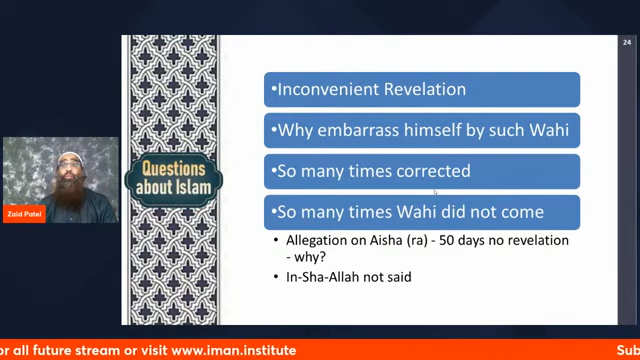 24
•Inconvenient Revelation
•Why embarrass himself by such Wahi
•So many times corrected
•So many times Wahi did not come
• Allegation on Aisha (ra) - 50 days no revelation
- why?
• In-Sha-Allah not said
Questions
about Islam
Zaid Patel
or all future stream or visit www.iman.institute
Sub